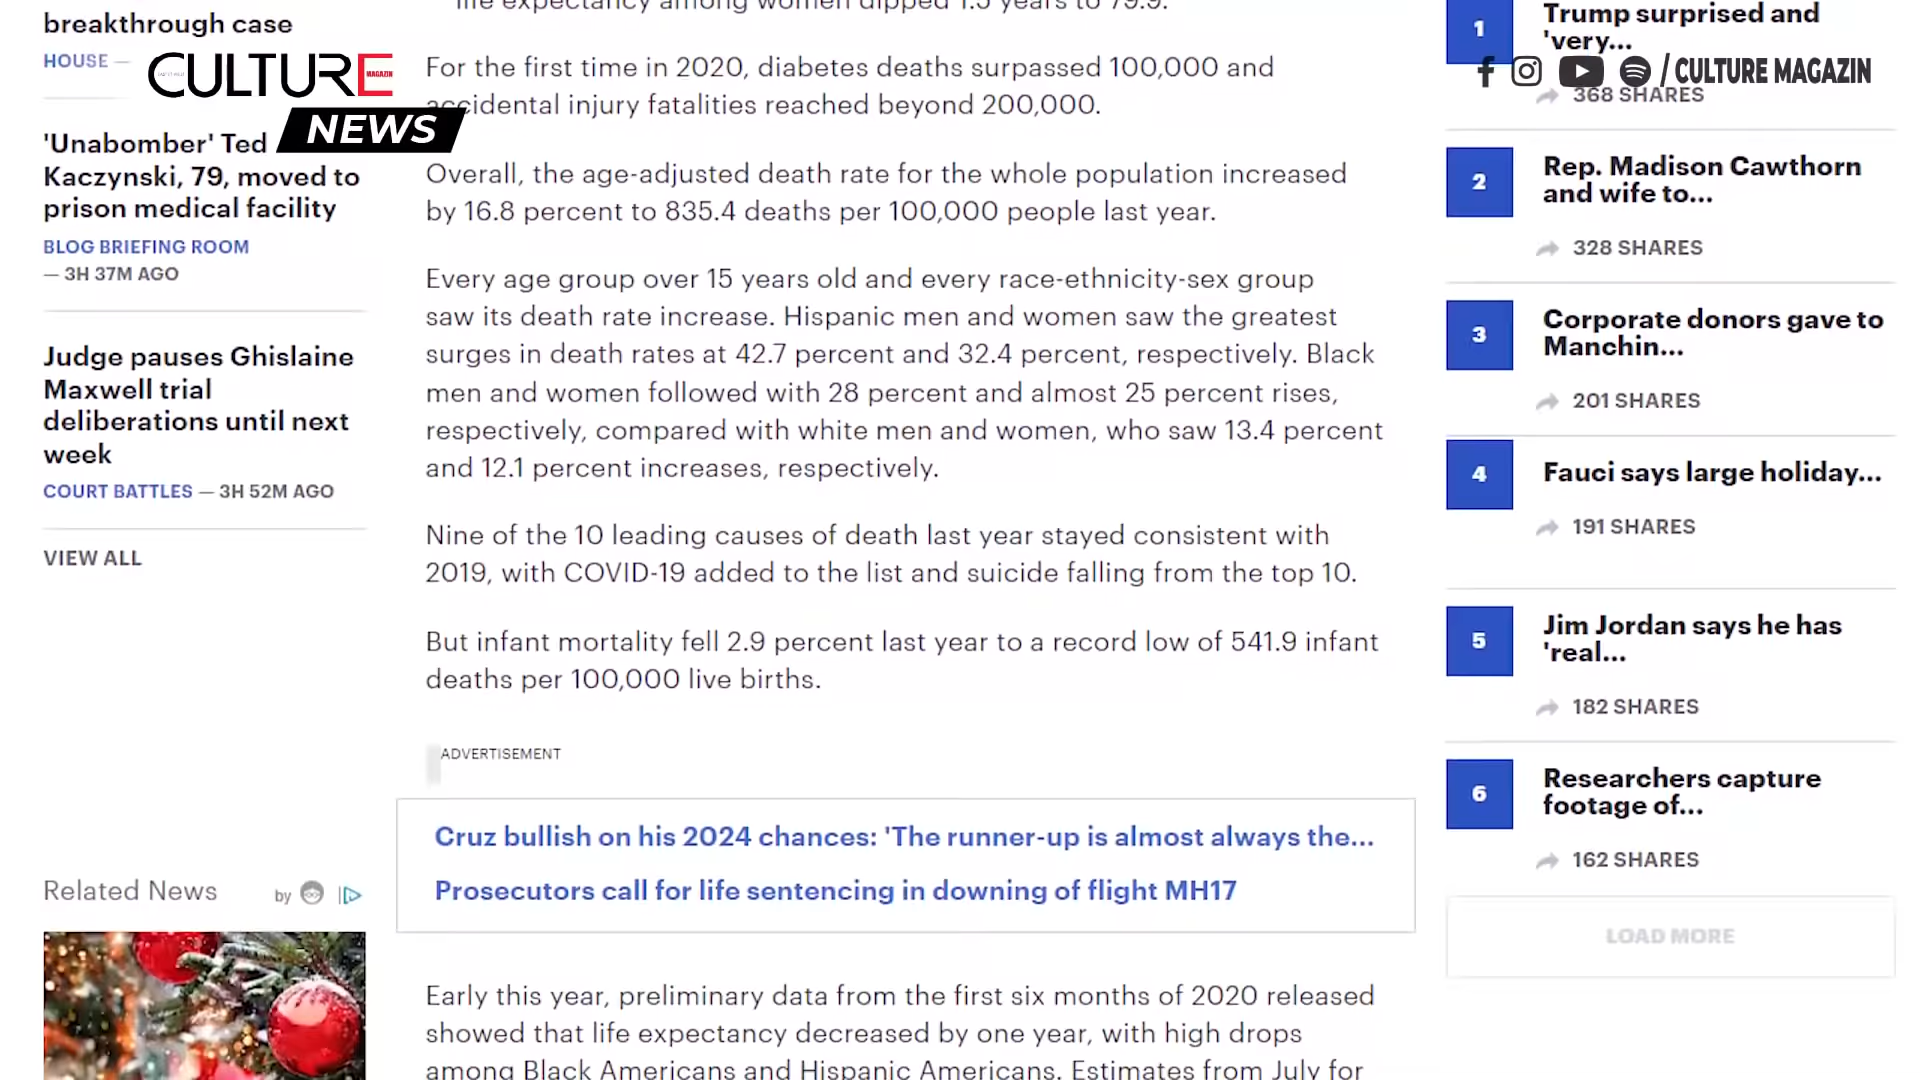 breakthrough case
HOUSE —
CULTURE
MAGAZIN
NEWS
'Unabomber' Ted
Kaczynski, 79, moved to
prison medical facility
BLOG BRIEFING ROOM
— 3H 37M AGO
Judge pauses Ghislaine
Maxwell trial
deliberations until next
week
COURT BATTLES — 3H 52M AGO
VIEW ALL
Related News
by
life expectancy among women dipped 1.5 years to 79.9.
For the first time in 2020, diabetes deaths surpassed 100,000 and
accidental injury fatalities reached beyond 200,000.
Overall, the age-adjusted death rate for the whole population increased
by 16.8 percent to 835.4 deaths per 100,000 people last year.
Every age group over 15 years old and every race-ethnicity-sex group
saw its death rate increase. Hispanic men and women saw the greatest
surges in death rates at 42.7 percent and 32.4 percent, respectively. Black
men and women followed with 28 percent and almost 25 percent rises,
respectively, compared with white men and women, who saw 13.4 percent
and 12.1 percent increases, respectively.
Nine of the 10 leading causes of death last year stayed consistent with
2019, with COVID-19 added to the list and suicide falling from the top 10.
But infant mortality fell 2.9 percent last year to a record low of 541.9 infant
deaths per 100,000 live births.
ADVERTISEMENT
Cruz bullish on his 2024 chances: 'The runner-up is almost always the...
Prosecutors call for life sentencing in downing of flight MH17
Early this year, preliminary data from the first six months of 2020 released
showed that life expectancy decreased by one year, with high drops
among Black Americans and Hispanic Americans. Estimates from July for
1
Trump surprised and
'very...
/ CULTURE MAGAZIN
368 SHARES
2
Rep. Madison Cawthorn
and wife to...
328 SHARES
3
Corporate donors gave to
Manchin...
201 SHARES
4
Fauci says large holiday...
191 SHARES
5
Jim Jordan says he has
'real...
182 SHARES
6
Researchers capture
footage of...
162 SHARES
LOAD MORE